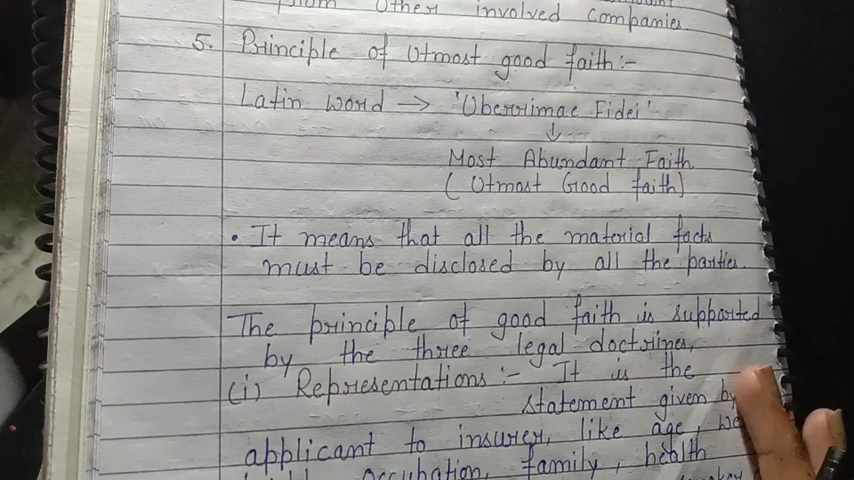 Other involved companies.
5. Principle of Utmost good faith :-
Latin word → 'Uberrimae Fidei'
↓
Most Abundant Faith
( Utmost Good faith)
• It means that all the material facts
must be disclosed by all the parties.
The principle of good faith is supported
by the three legal doctrines,
(i) Representations :- It is the
statement given by
applicant to insurer, like age,
occupation, family, health